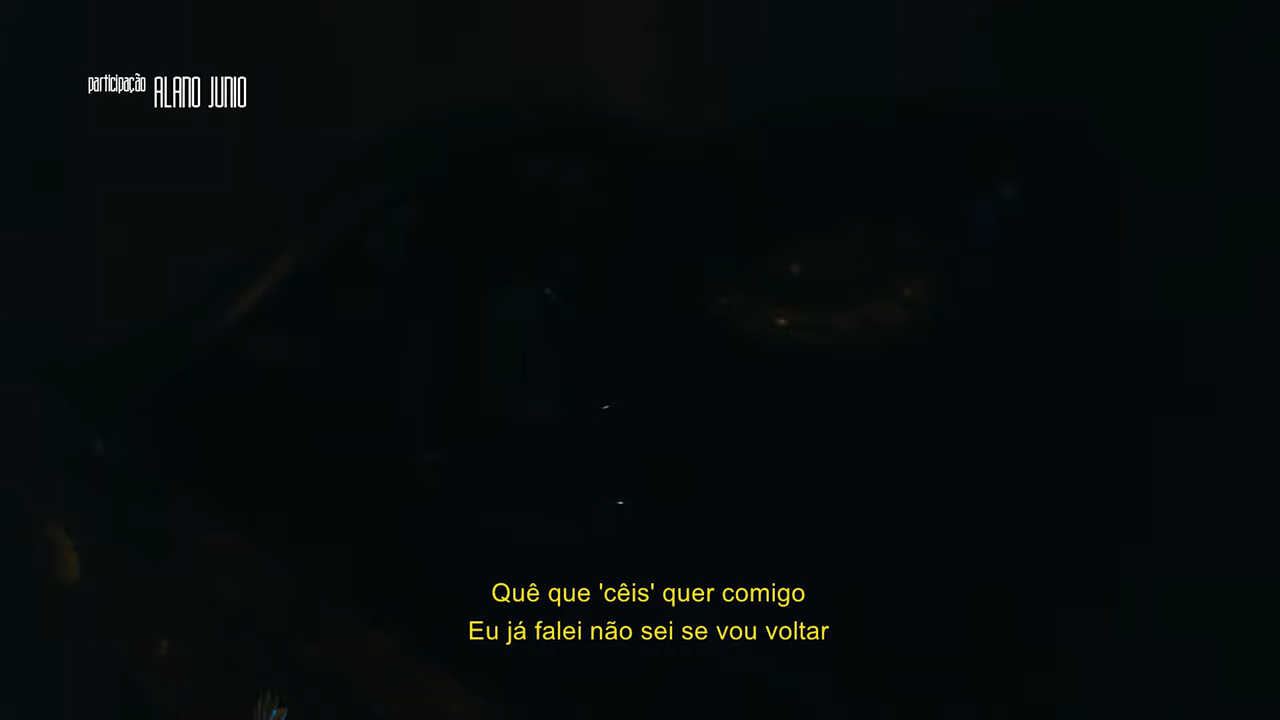 participação ALANO JUNIO
Quê que 'cêis' quer comigo
Eu já falei não sei se vou voltar